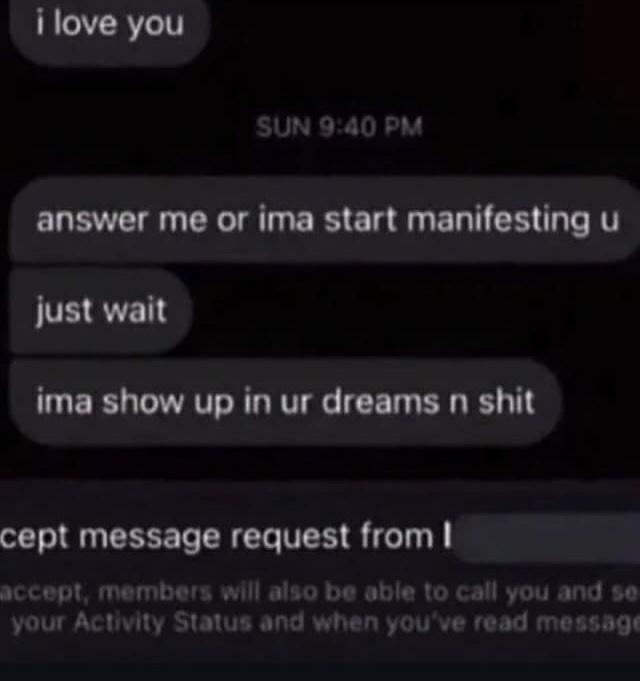 i love you
SUN 9:40 PM
answer me or ima start manifesting u
just wait
ima show up in ur dreams n shit
cept message request from l
accept, members will also be able to call you and se
your Activity Status and when you've read message